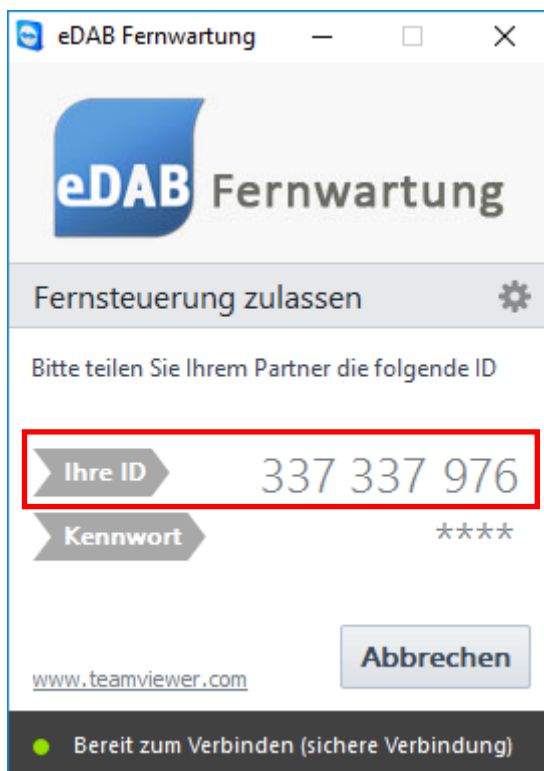 eDAB Fernwartung
eDAB Fernwartung
Fernsteuerung zulassen
Bitte teilen Sie Ihrem Partner die folgende ID
Ihre ID 337 337 976
Kennwort ****
Abbrechen
www.teamviewer.com
Bereit zum Verbinden (sichere Verbindung)